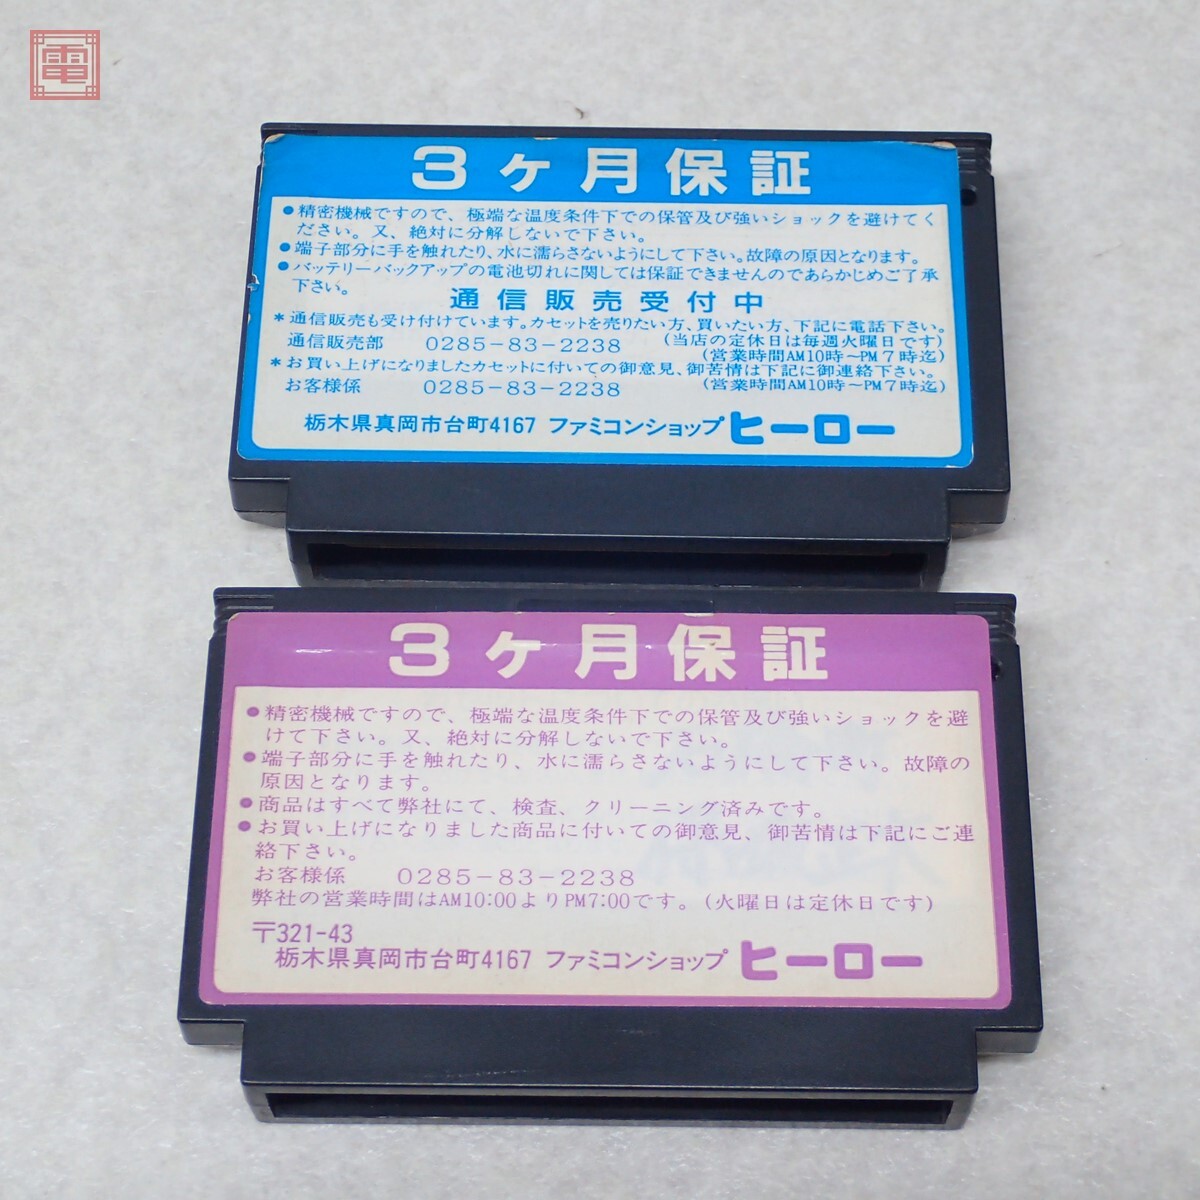 電
3ヶ月保証
●精密機械ですので、極端な温度条件下での保管及び強いショックを避けてく
ださい。又、絶対に分解しないで下さい。
●端子部分に手を触れたり、水に濡らさないようにして下さい。故障の原因となります。
●バッテリーバックアップの電池切れに関しては保証できませんのであらかじめご了承
下さい。
通信販売受付中
*通信販売も受け付けています。カセットを売りたい方、買いたい方、下記に電話下さい。
通信販売部 0285-83-2238 (当店の定休日は毎週火曜日です)
(営業時間AM10時〜PM7時迄)
*お買い上げになりましたカセットに付いての御意見、御苦情は下記に御連絡下さい。
お客様係 0285-83-2238 (営業時間AM10時〜PM7時迄)
栃木県真岡市台町4167 ファミコンショップ ヒーロー
3ヶ月保証
●精密機械ですので、極端な温度条件下での保管及び強いショックを避
けて下さい。又、絶対に分解しないで下さい。
●端子部分に手を触れたり、水に濡らさないようにして下さい。故障の
原因となります。
●商品はすべて弊社にて、検査、クリーニング済みです。
●お買い上げになりました商品に付いての御意見、御苦情は下記にご連
絡下さい。
お客様係 0285-83-2238
弊社の営業時間はAM10:00よりPM7:00です。(火曜日は定休日です)
〒321-43
栃木県真岡市台町4167 ファミコンショップ ヒーロー